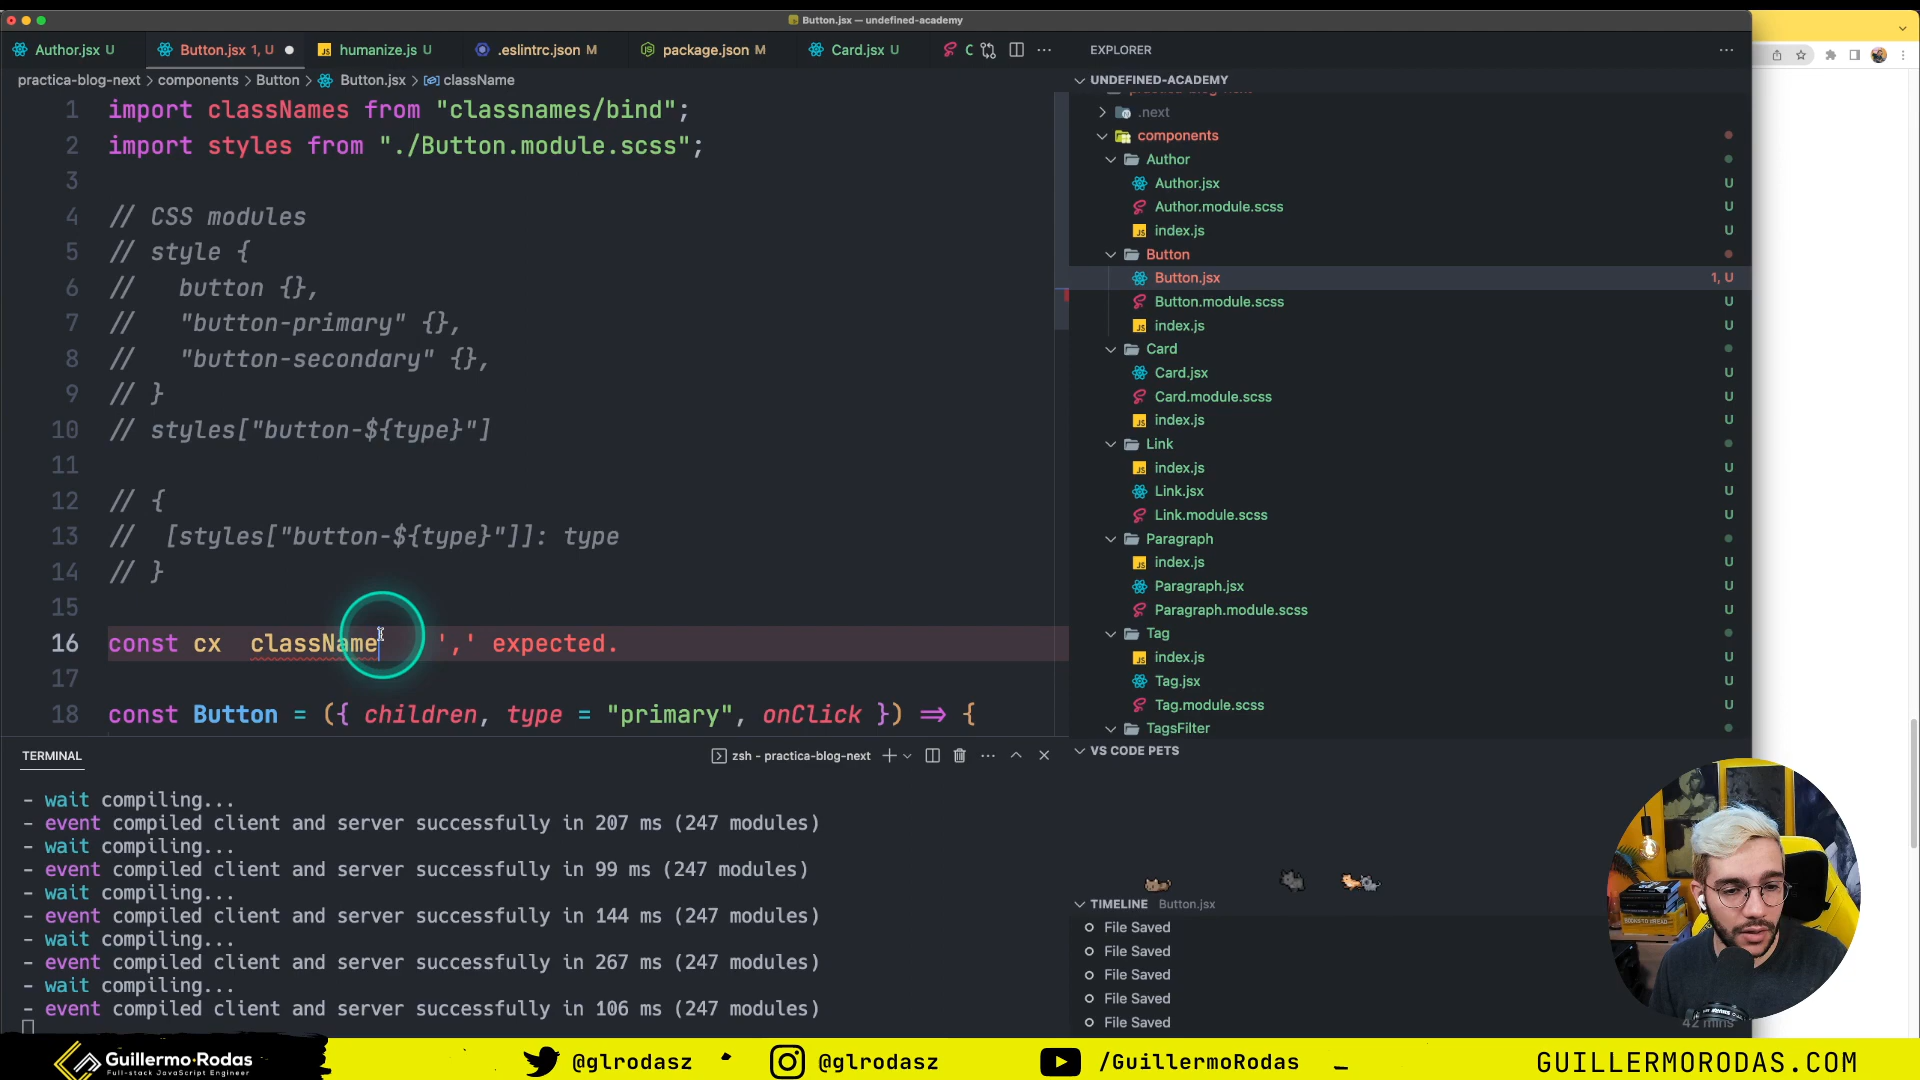 Button.jsx — undefined-academy
Author.jsx U
Button.jsx 1, U
humanize.js U
.eslintrc.json M
package.json M
Card.jsx U
C
EXPLORER
practica-blog-next > components > Button > Button.jsx > className
UNDEFINED-ACADEMY
1 import classNames from "classnames/bind";
2 import styles from "./Button.module.scss";
3
4 // CSS modules
5 // style {
6 //   button {},
7 //   "button-primary" {},
8 //   "button-secondary" {},
9 // }
10 // styles["button-${type}"]
11
12 // {
13 //  [styles["button-${type}"]]: type
14 // }
15
16 const cx  className    ',' expected.
17
18 const Button = ({ children, type = "primary", onClick }) => {
practica-blog-next
.next
components
Author
Author.jsx U
Author.module.scss U
index.js U
Button
Button.jsx 1, U
Button.module.scss U
index.js U
Card
Card.jsx U
Card.module.scss U
index.js U
Link
index.js U
Link.jsx U
Link.module.scss U
Paragraph
index.js U
Paragraph.jsx U
Paragraph.module.scss U
Tag
index.js U
Tag.jsx U
Tag.module.scss U
TagsFilter
TERMINAL
zsh - practica-blog-next
- wait compiling...
- event compiled client and server successfully in 207 ms (247 modules)
- wait compiling...
- event compiled client and server successfully in 99 ms (247 modules)
- wait compiling...
- event compiled client and server successfully in 144 ms (247 modules)
- wait compiling...
- event compiled client and server successfully in 267 ms (247 modules)
- wait compiling...
- event compiled client and server successfully in 106 ms (247 modules)
VS CODE PETS
TIMELINE Button.jsx
File Saved
File Saved
File Saved
File Saved
File Saved
42 mins
Guillermo·Rodas
Full-stack JavaScript Engineer
@glrodasz
@glrodasz
/GuillermoRodas
GUILLERMORODAS.COM